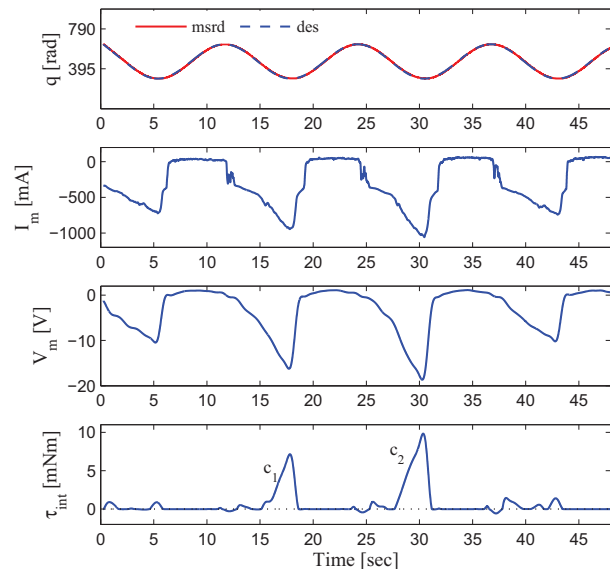 790
395
q [rad]
msrd
des
0 5 10 15 20 25 30 35 40 45
0
−500
−1000
I_m [mA]
0 5 10 15 20 25 30 35 40 45
0
−10
−20
V_m [V]
0 5 10 15 20 25 30 35 40 45
10
5
0
τ_int [mNm]
c_1
c_2
0 5 10 15 20 25 30 35 40 45
Time [sec]